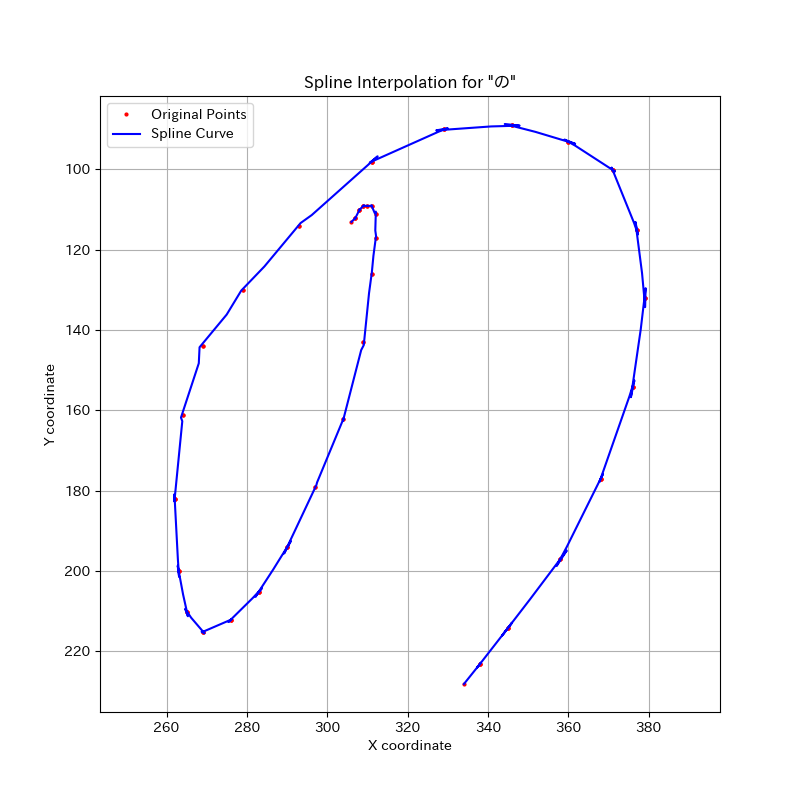 Spline Interpolation for "の"
Original Points
Spline Curve
100
120
140
160
180
200
220
Y coordinate
260 280 300 320 340 360 380
X coordinate